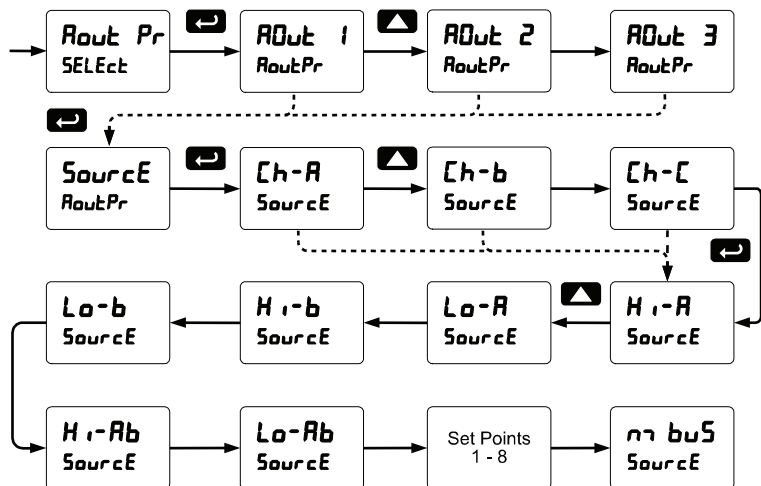 Aout Pr
SELEct
AOut 1
AoutPr
AOut 2
AoutPr
AOut 3
AoutPr
SourcE
AoutPr
Ch-A
SourcE
Ch-b
SourcE
Ch-C
SourcE
Lo-b
SourcE
Hi-b
SourcE
Lo-A
SourcE
Hi-A
SourcE
Hi-Ab
SourcE
Lo-Ab
SourcE
Set Points
1 - 8
m buS
SourcE